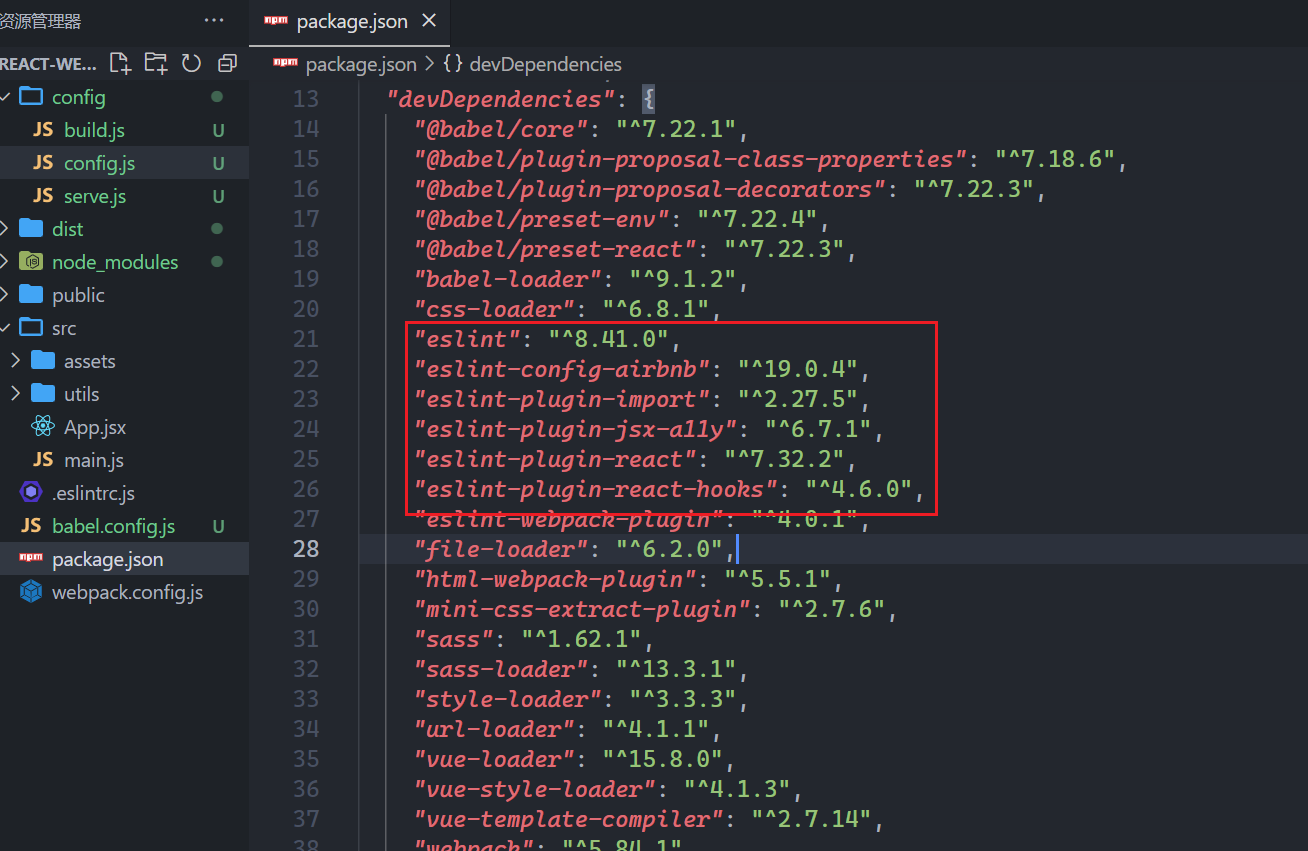 资源管理器
···
npm package.json
REACT-WE...
npm package.json > {} devDependencies
config
JS build.js U
JS config.js U
JS serve.js U
dist
node_modules
public
src
assets
utils
App.jsx
JS main.js
.eslintrc.js
JS babel.config.js U
npm package.json
webpack.config.js
13 "devDependencies": {
14 "@babel/core": "^7.22.1",
15 "@babel/plugin-proposal-class-properties": "^7.18.6",
16 "@babel/plugin-proposal-decorators": "^7.22.3",
17 "@babel/preset-env": "^7.22.4",
18 "@babel/preset-react": "^7.22.3",
19 "babel-loader": "^9.1.2",
20 "css-loader": "^6.8.1",
21 "eslint": "^8.41.0",
22 "eslint-config-airbnb": "^19.0.4",
23 "eslint-plugin-import": "^2.27.5",
24 "eslint-plugin-jsx-a11y": "^6.7.1",
25 "eslint-plugin-react": "^7.32.2",
26 "eslint-plugin-react-hooks": "^4.6.0",
27 "eslint-webpack-plugin": "^4.0.1",
28 "file-loader": "^6.2.0",
29 "html-webpack-plugin": "^5.5.1",
30 "mini-css-extract-plugin": "^2.7.6",
31 "sass": "^1.62.1",
32 "sass-loader": "^13.3.1",
33 "style-loader": "^3.3.3",
34 "url-loader": "^4.1.1",
35 "vue-loader": "^15.8.0",
36 "vue-style-loader": "^4.1.3",
37 "vue-template-compiler": "^2.7.14",
38 "webpack": "^5.84.1",